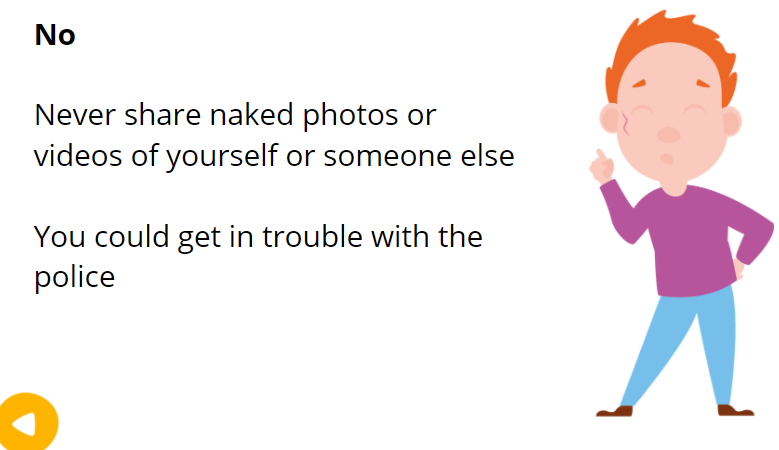 No
Never share naked photos or
videos of yourself or someone else
You could get in trouble with the
police